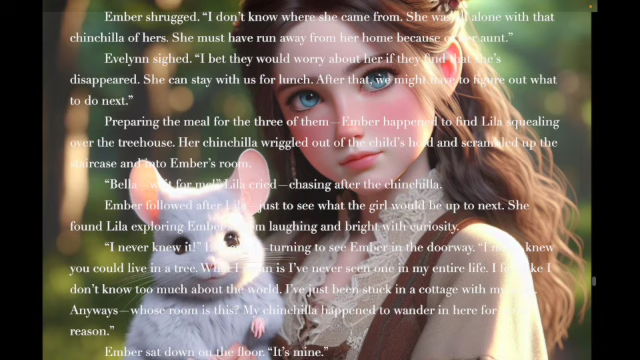 Ember shrugged. “I don’t know where she came from. She was all alone with that
chinchilla of hers. She must have run away from her home because of her aunt.”
Evelynn sighed. “I bet they would worry about her if they find that she’s
disappeared. She can stay with us for lunch. After that, we might have to figure out what
to do next.”
Preparing the meal for the three of them—Ember happened to find Lila squealing
over the treehouse. Her chinchilla wriggled out of the child’s hold and scrambled up the
staircase and into Ember’s room.
“Bella—wait for me!” Lila cried—chasing after the chinchilla.
Ember followed after Lila—just to see what the girl would be up to next. She
found Lila exploring Ember’s room laughing and bright with curiosity.
“I never knew it!” turning to see Ember in the doorway. “I knew
you could live in a tree. What I mean is I’ve never seen one in my entire life. I feel like I
don’t know too much about the world. I’ve just been stuck in a cottage with
Anyways—whose room is this? My chinchilla happened to wander in here for
reason.”
Ember sat down on the floor. “It’s mine.”